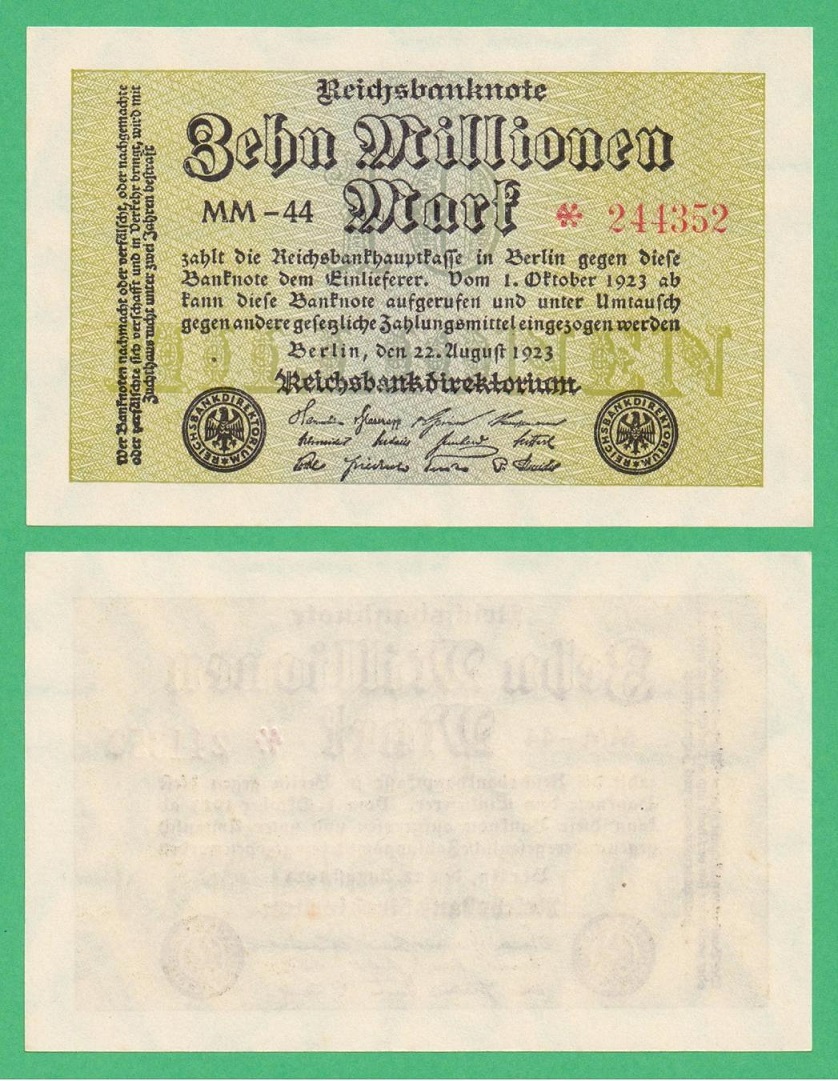 Reichsbanknote
Zehn Millionen
Mark
MM-44
* 244352
zahlt die Reichsbankhauptkasse in Berlin gegen diese
Banknote dem Einlieferer. Vom 1. Oktober 1923 ab
kann diese Banknote aufgerufen und unter Umtausch
gegen andere gesetzliche Zahlungsmittel eingezogen werden
Berlin, den 22. August 1923
Reichsbankdirektorium
REICHSBANKDIREKTORIUM
REICHSBANKDIREKTORIUM
Wer Banknoten nachmacht oder verfälscht, oder nachgemachte
oder verfälschte sich verschafft und in Verkehr bringt, wird mit
Zuchthaus nicht unter zwei Jahren bestraft